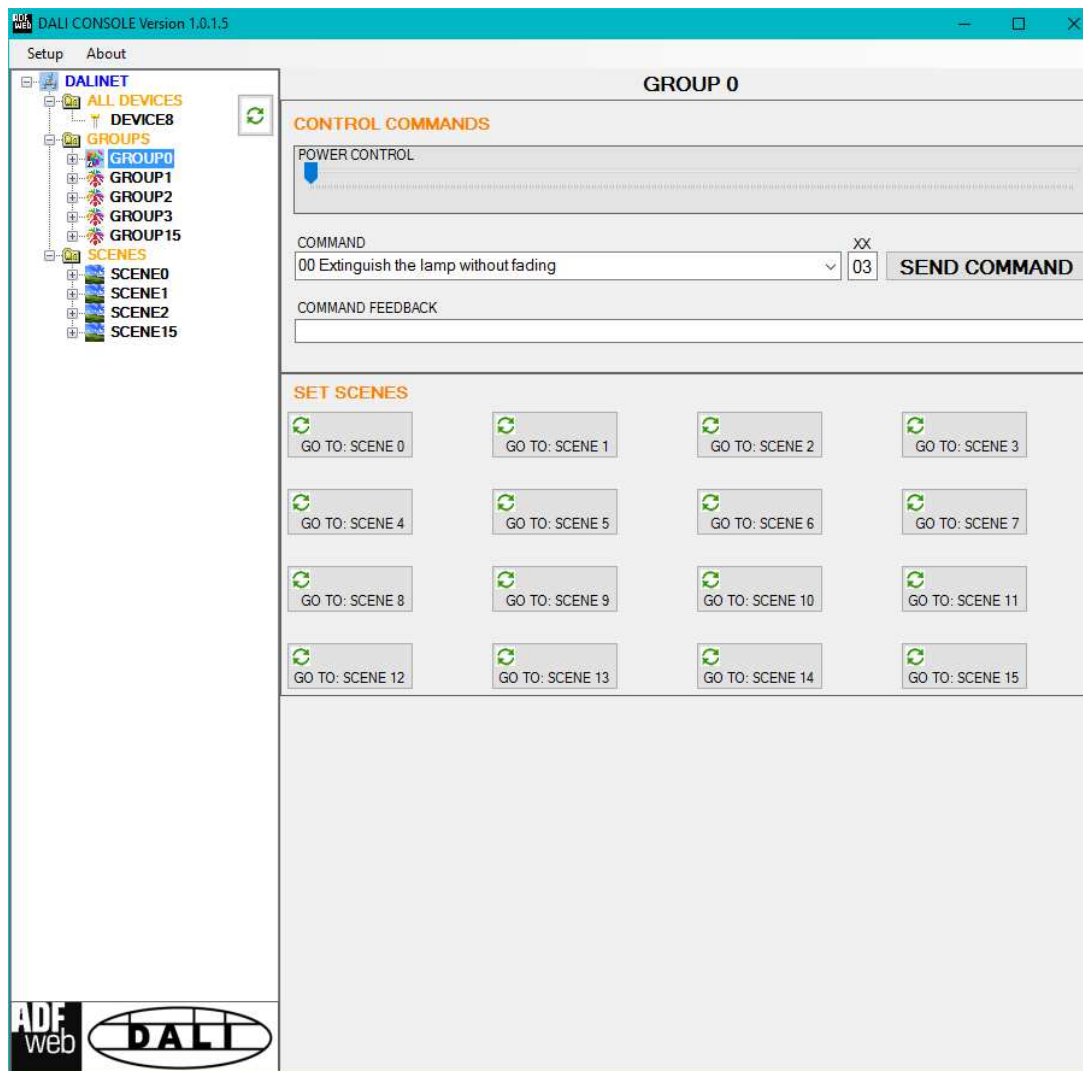 ADF WEB DALI CONSOLE Version 1.0.1.5
Setup About
DALINET
ALL DEVICES
DEVICE8
GROUPS
GROUP0
GROUP1
GROUP2
GROUP3
GROUP15
SCENES
SCENE0
SCENE1
SCENE2
SCENE15
GROUP 0
CONTROL COMMANDS
POWER CONTROL
COMMAND XX
00 Extinguish the lamp without fading 03 SEND COMMAND
COMMAND FEEDBACK
SET SCENES
GO TO: SCENE 0 GO TO: SCENE 1 GO TO: SCENE 2 GO TO: SCENE 3
GO TO: SCENE 4 GO TO: SCENE 5 GO TO: SCENE 6 GO TO: SCENE 7
GO TO: SCENE 8 GO TO: SCENE 9 GO TO: SCENE 10 GO TO: SCENE 11
GO TO: SCENE 12 GO TO: SCENE 13 GO TO: SCENE 14 GO TO: SCENE 15
ADF
web DALI